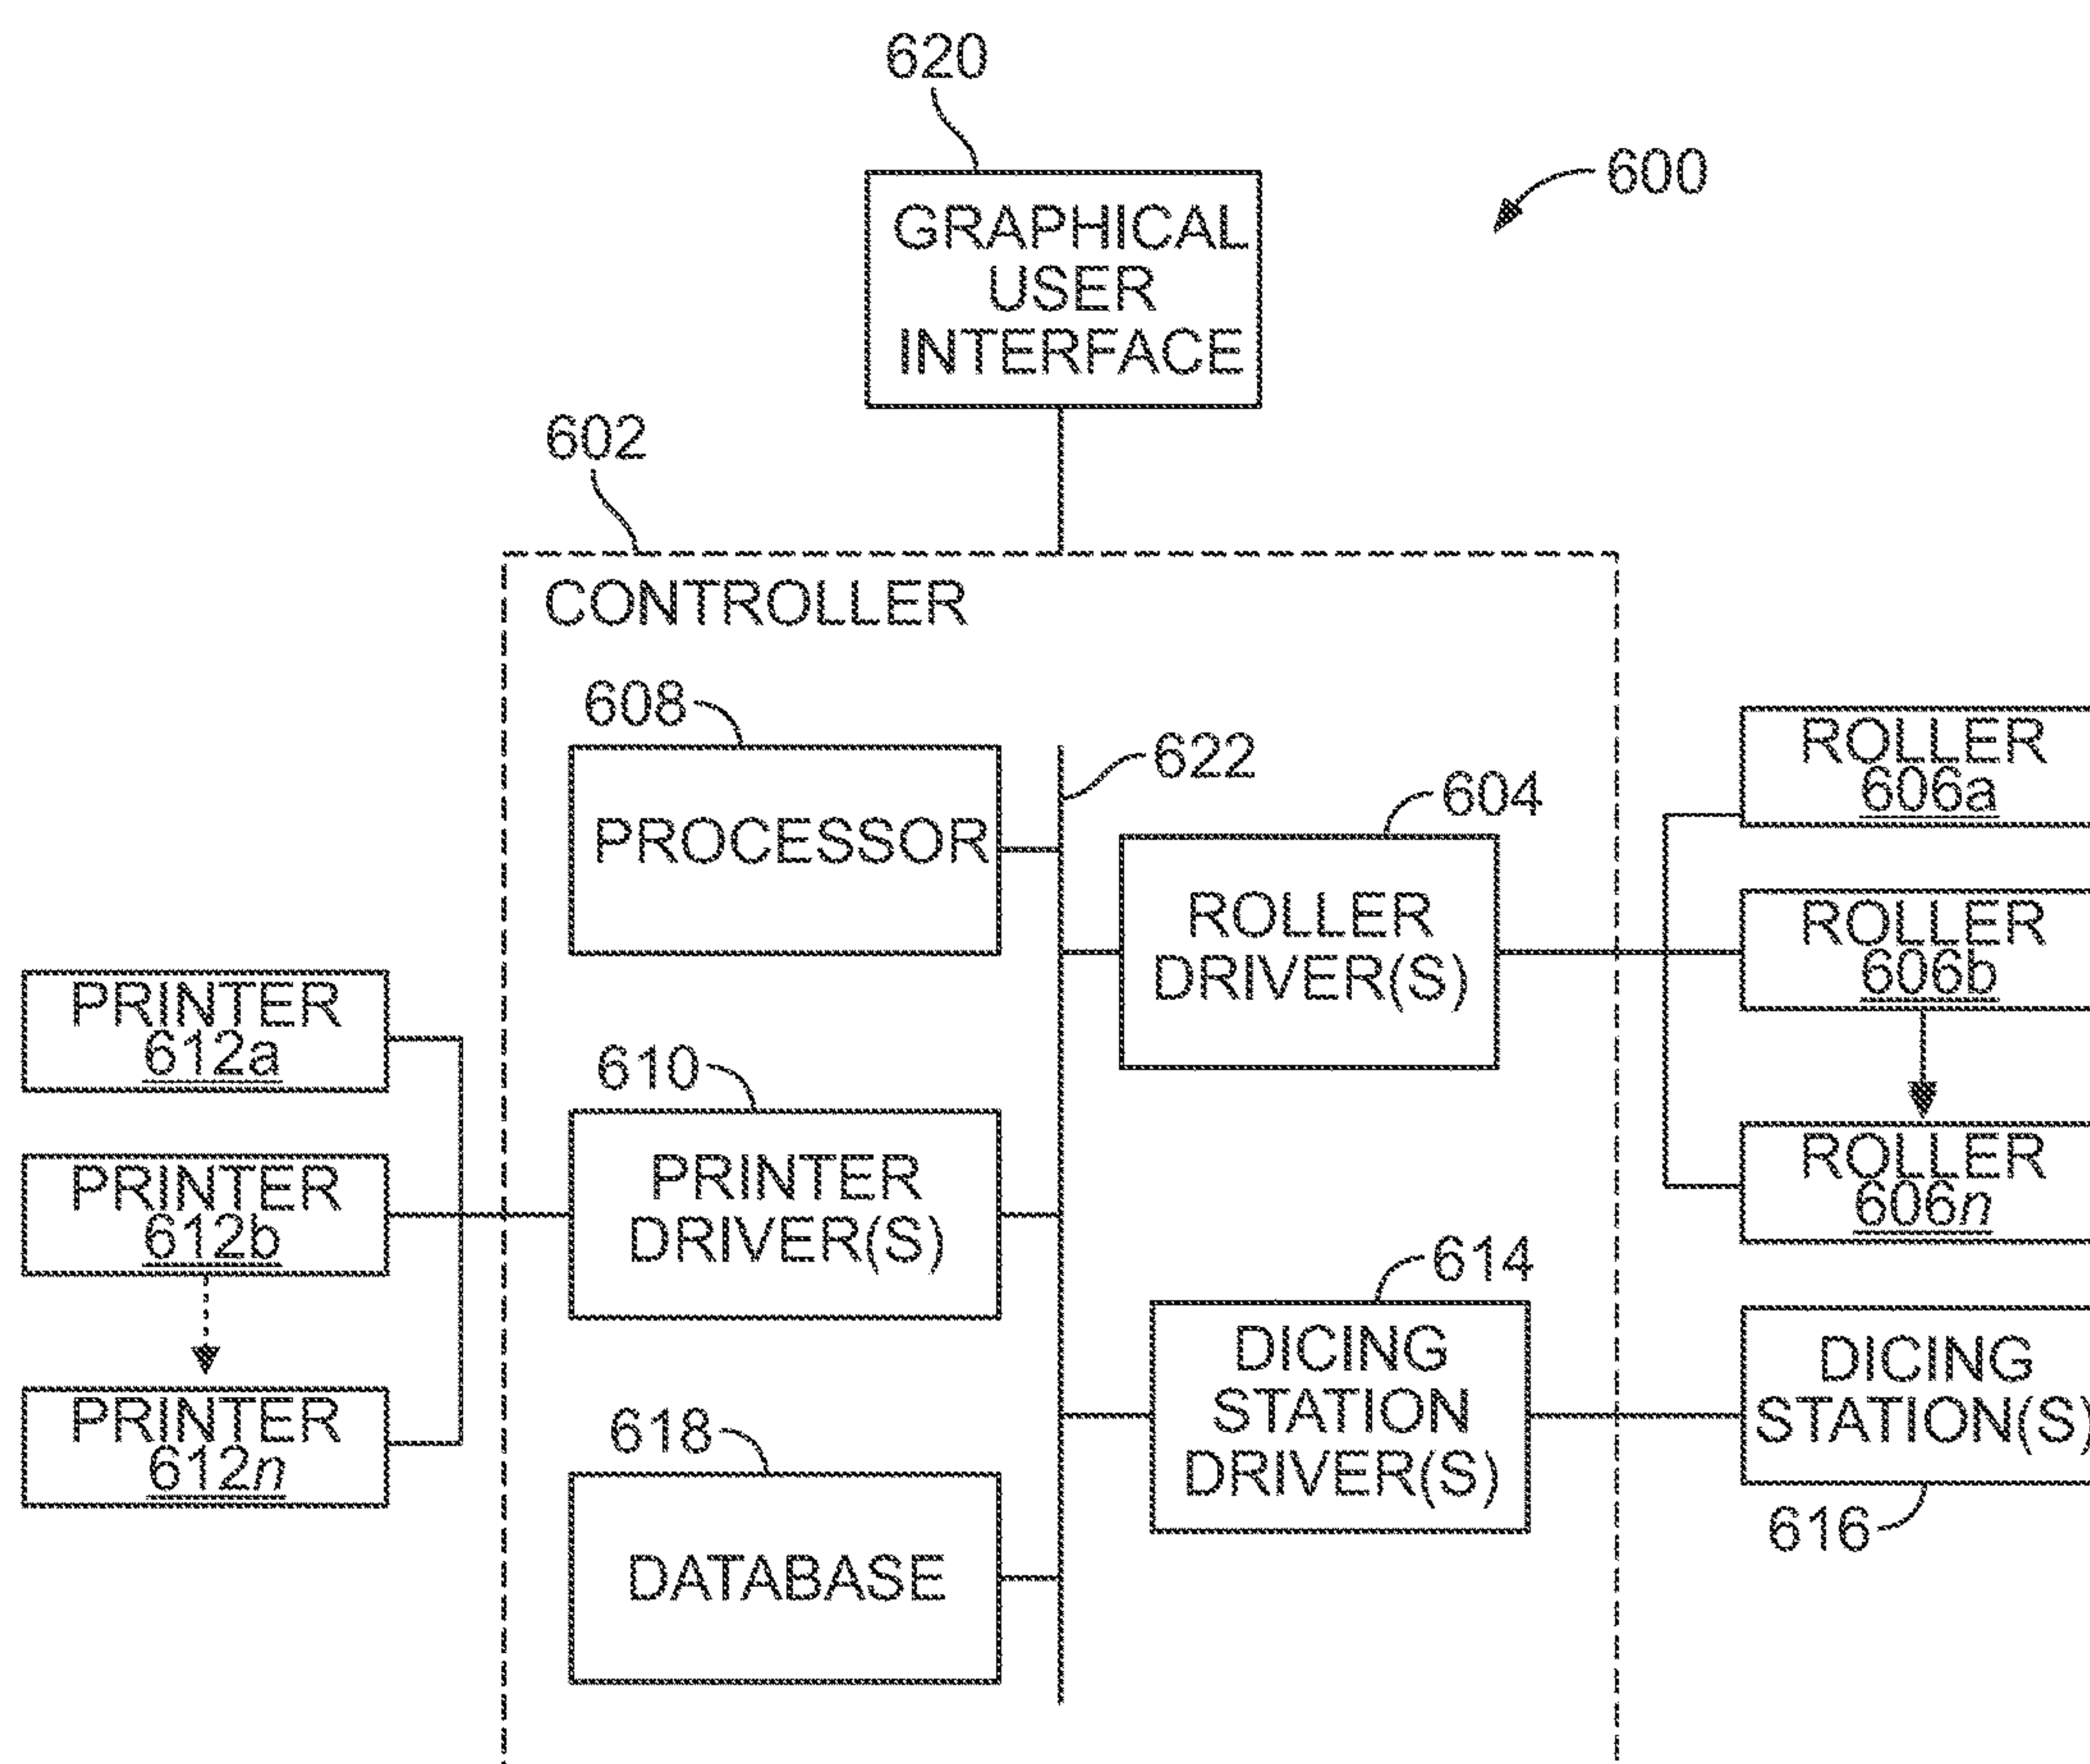 620
600
GRAPHICAL
USER
INTERFACE
602
CONTROLLER
608
PROCESSOR
622
604
ROLLER
DRIVER(S)
ROLLER
606a
ROLLER
606b
ROLLER
606n
PRINTER
612a
PRINTER
612b
PRINTER
612n
610
PRINTER
DRIVER(S)
614
DICING
STATION
DRIVER(S)
DICING
STATION(S)
616
618
DATABASE